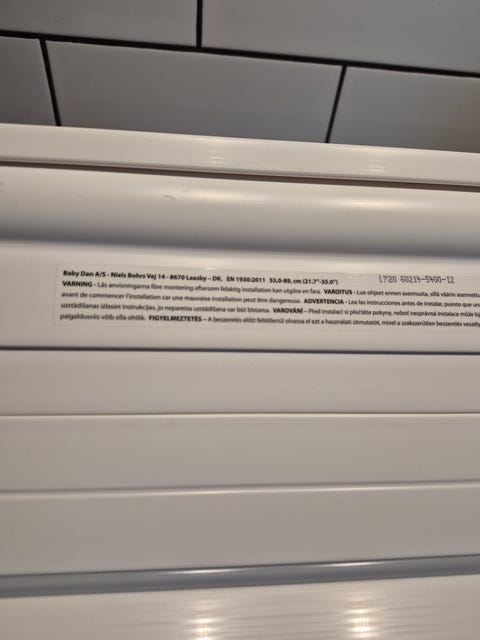 Baby Dan A/S - Niels Bohrs Vej 14 - 8670 Laasby – DK. EN 1930:2011 55,0-89, cm (21.7"-35.0") 1720 60214-5400-12
VARNING - Läs anvisningarna före montering eftersom felaktig installation kan utgöra en fara. VAROITUS - Lue ohjeet ennen asennusta, sillä väärin
avant de commencer l'installation car une mauvaise installation peut être dangereuse. ADVERTENCIA - Lea las instrucciones antes de instalar, puesto que
uzstādīšanas izlasiet instrukcijas, jo nepareiza uzstādīšana var būt bīstama. VAROVÁNÍ – Před instalací si přečtěte pokyny, neboť nesprávná instalace může
paigaldusviis võib olla ohtlik. FIGYELMEZTETÉS – A beszerelés előtt feltétlenül olvassa el ezt a használati útmutatót, mivel a szakszerűtlen beszerelés